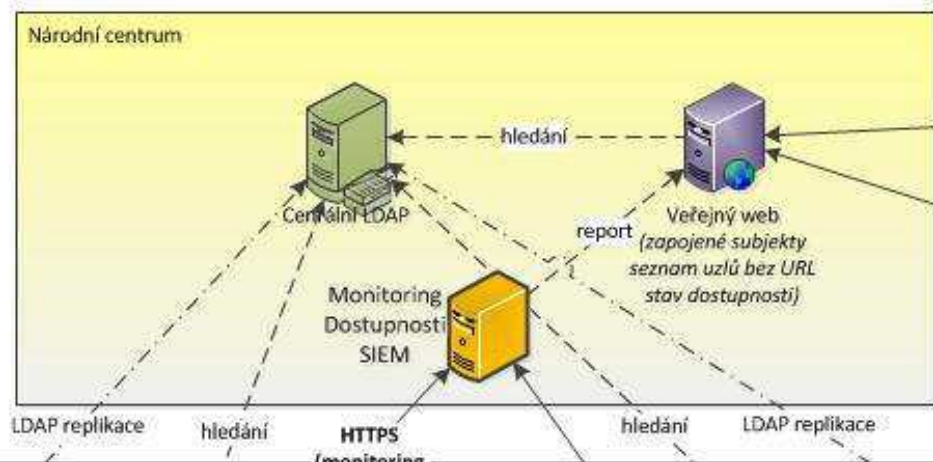 Národní centrum
hledání
Centrální LDAP
Veřejný web
(zapojené subjekty
seznam uzlů bez URL
stav dostupnosti)
report
Monitoring
Dostupnosti
SIEM
LDAP replikace
hledání
HTTPS
(monitoring
hledání
LDAP replikace